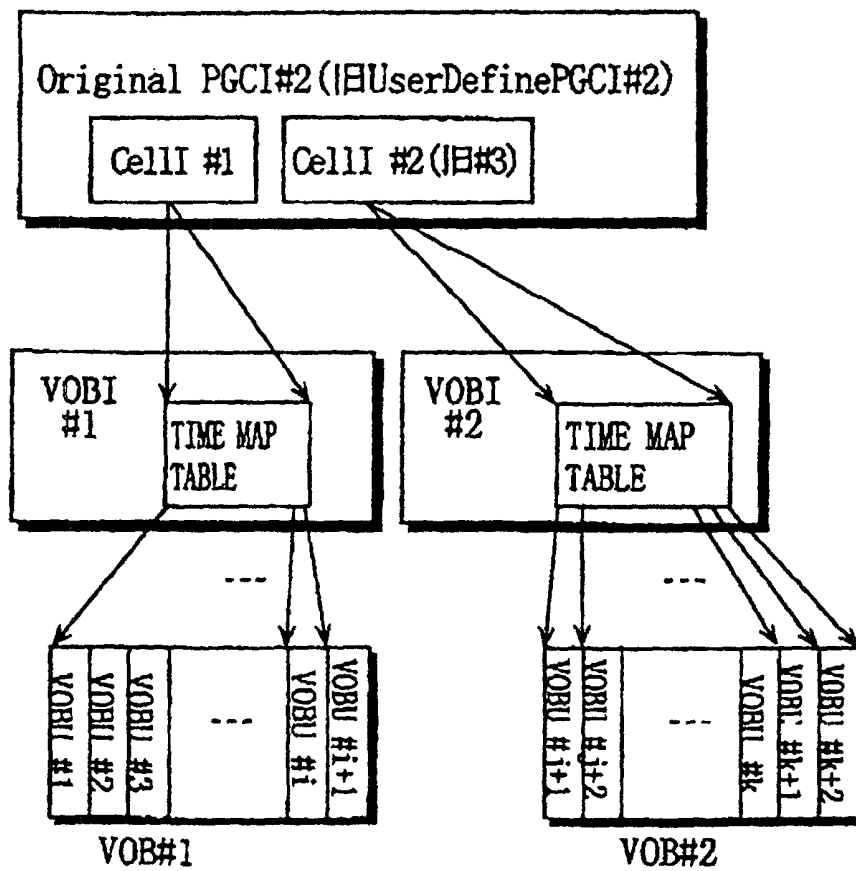 Original PGCI#2(旧UserDefinePGCI#2)
CellI #1
CellI #2(旧#3)
VOBI
#1
TIME MAP
TABLE
VOBI
#2
TIME MAP
TABLE
---
---
VOBU #1
VOBU #2
VOBU #3
---
VOBU #i
VOBU #i+1
VOBU #j+1
VOBU #j+2
---
VOBU #k
VOBU #k+1
VOBU #k+2
VOB#1
VOB#2